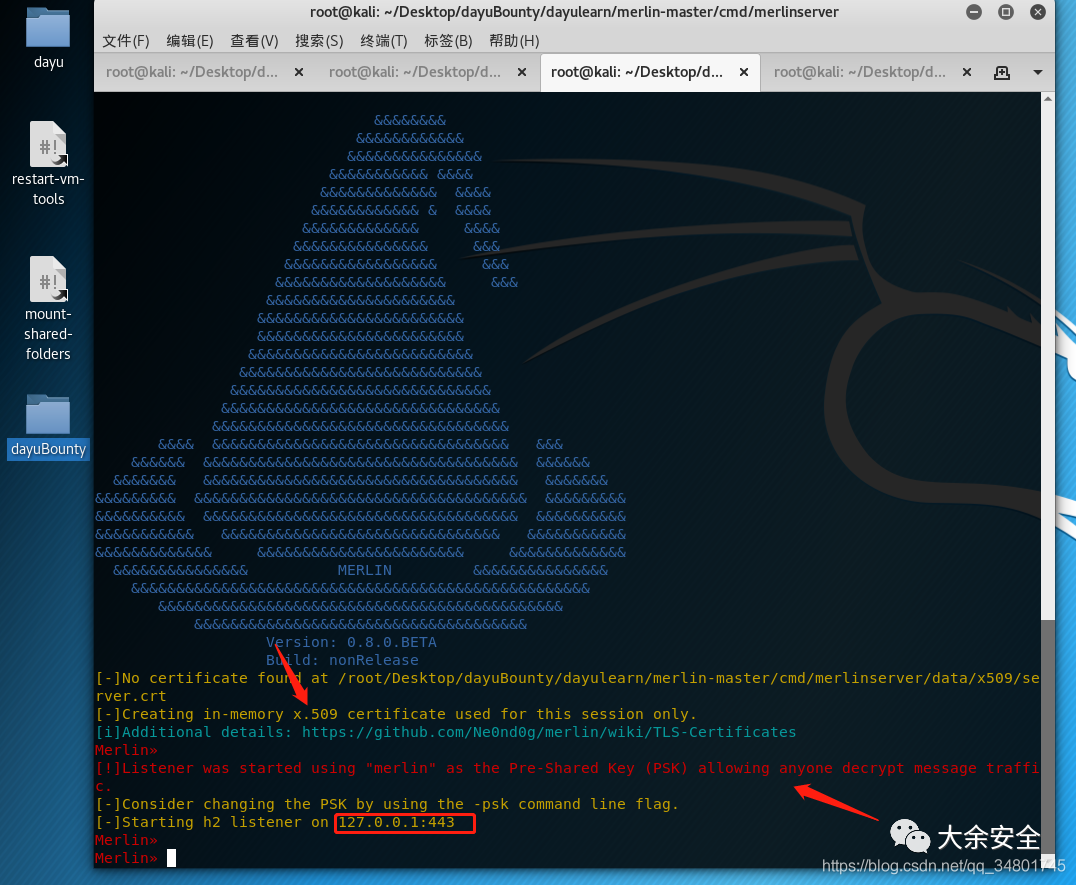 dayu
restart-vm-
tools
mount-
shared-
folders
dayuBounty
root@kali: ~/Desktop/dayuBounty/dayulearn/merlin-master/cmd/merlinserver
文件(F) 编辑(E) 查看(V) 搜索(S) 终端(T) 标签(B) 帮助(H)
root@kali: ~/Desktop/d... × root@kali: ~/Desktop/d... × root@kali: ~/Desktop/d... × root@kali: ~/Desktop/d... ×
&&&&&&&&
&&&&&&&&&&&&
&&&&&&&&&&&&&&&
&&&&&&&&&&& &&&&
&&&&&&&&&&&&& &&&&
&&&&&&&&&&&& & &&&&
&&&&&&&&&&&&& &&&&
&&&&&&&&&&&&&&& &&&
&&&&&&&&&&&&&&&&& &&&
&&&&&&&&&&&&&&&&&&& &&&
&&&&&&&&&&&&&&&&&&&&&
&&&&&&&&&&&&&&&&&&&&&&&
&&&&&&&&&&&&&&&&&&&&&&&
&&&&&&&&&&&&&&&&&&&&&&&&&
&&&&&&&&&&&&&&&&&&&&&&&&&&&
&&&&&&&&&&&&&&&&&&&&&&&&&&&&&
&&&&&&&&&&&&&&&&&&&&&&&&&&&&&&&
&&&&&&&&&&&&&&&&&&&&&&&&&&&&&&&&&
&&&& &&&&&&&&&&&&&&&&&&&&&&&&&&&&&&&&& &&&
&&&&&& &&&&&&&&&&&&&&&&&&&&&&&&&&&&&&&&&&& &&&&&&
&&&&&&& &&&&&&&&&&&&&&&&&&&&&&&&&&&&&&&&&&& &&&&&&&
&&&&&&&&& &&&&&&&&&&&&&&&&&&&&&&&&&&&&&&&&&&&&& &&&&&&&&&
&&&&&&&&&& &&&&&&&&&&&&&&&&&&&&&&&&&&&&&&&&&&& &&&&&&&&&&
&&&&&&&&&&& &&&&&&&&&&&&&&&&&&&&&&&&&&&&&&& &&&&&&&&&&&
&&&&&&&&&&&&& &&&&&&&&&&&&&&&&&&&&&&& &&&&&&&&&&&&&
&&&&&&&&&&&&&&& MERLIN &&&&&&&&&&&&&&&
&&&&&&&&&&&&&&&&&&&&&&&&&&&&&&&&&&&&&&&&&&&&&&&&&&&
&&&&&&&&&&&&&&&&&&&&&&&&&&&&&&&&&&&&&&&&&&&&&
&&&&&&&&&&&&&&&&&&&&&&&&&&&&&&&&&&&&&
Version: 0.8.0.BETA
Build: nonRelease
[-]No certificate found at /root/Desktop/dayuBounty/dayulearn/merlin-master/cmd/merlinserver/data/x509/se
rver.crt
[-]Creating in-memory x.509 certificate used for this session only.
[i]Additional details: https://github.com/Ne0nd0g/merlin/wiki/TLS-Certificates
Merlin»
[!]Listener was started using "merlin" as the Pre-Shared Key (PSK) allowing anyone decrypt message traffi
c.
[-]Consider changing the PSK by using the -psk command line flag.
[-]Starting h2 listener on 127.0.0.1:443
Merlin»
Merlin»
大余安全
https://blog.csdn.net/qq_34801745